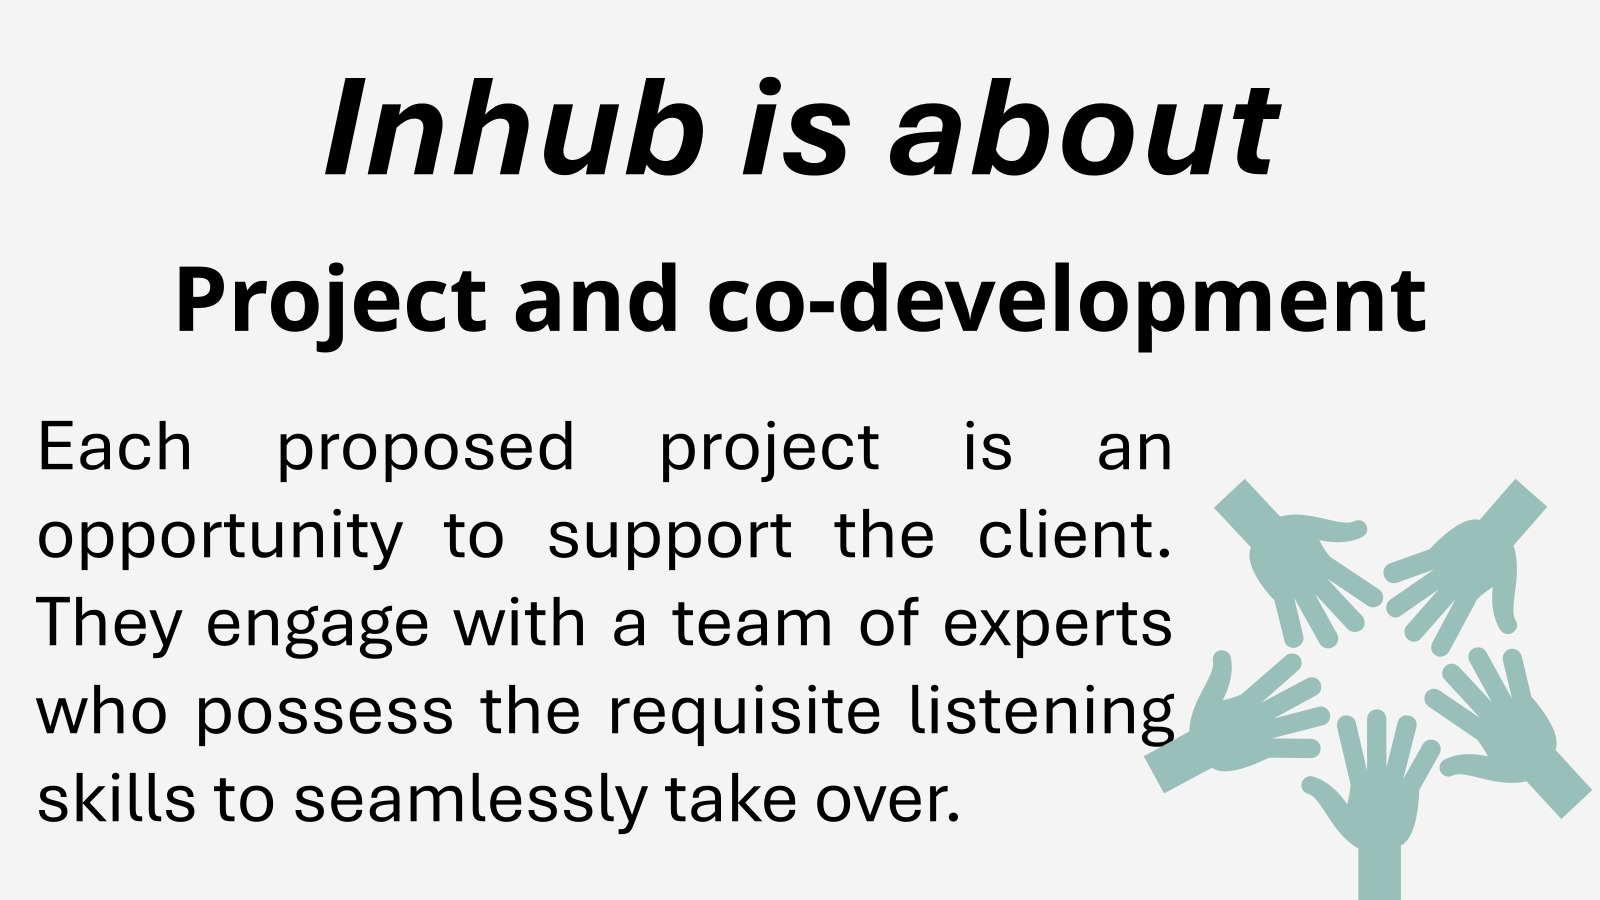 Inhub is about
Project and co-development
Each proposed project is an
opportunity to support the client.
They engage with a team of experts
who possess the requisite listening
skills to seamlessly take over.